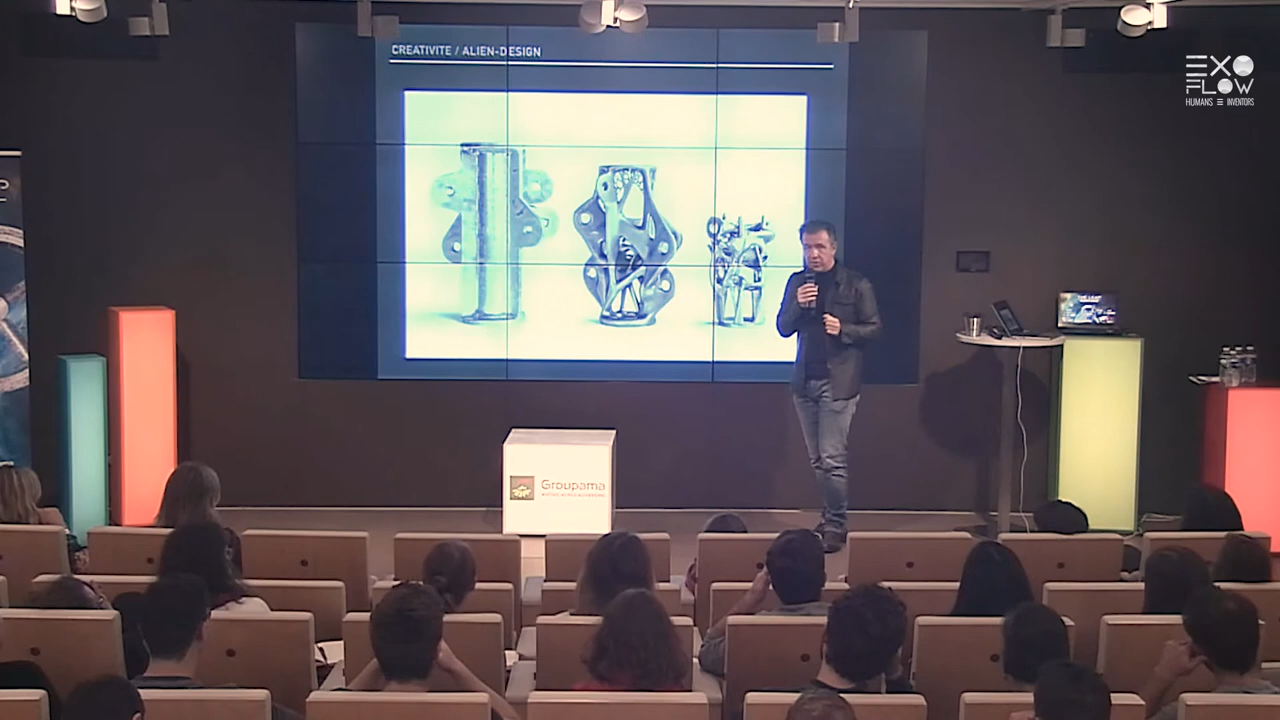 CREATIVITE / ALIEN-DESIGN
EXO
FLOW
HUMANS ☰ INVENTORS
Groupama